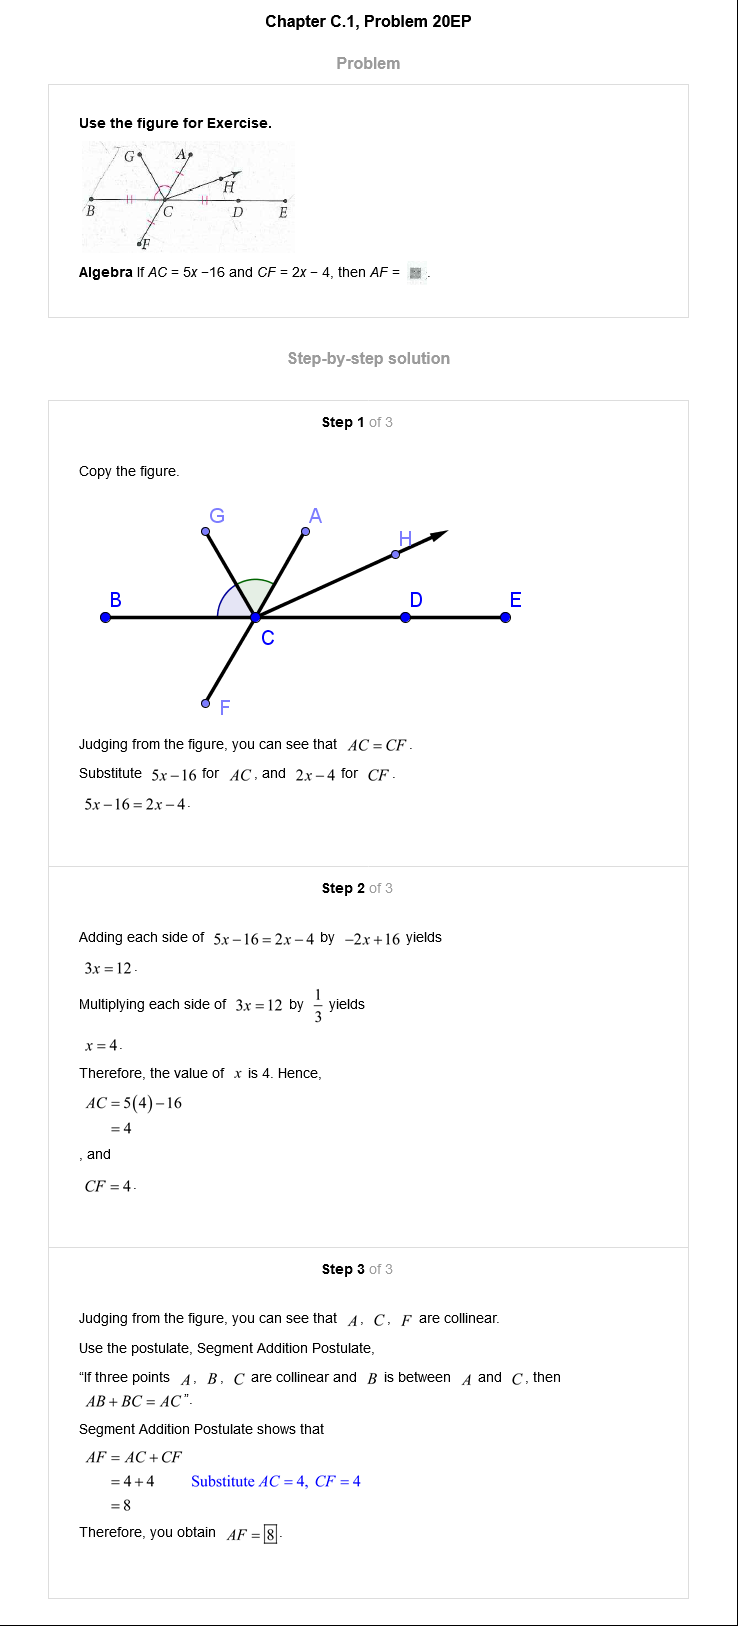 Chapter C.1, Problem 20EP
Problem
Use the figure for Exercise.
G A
H
B C D E
F
Algebra If AC = 5x −16 and CF = 2x − 4, then AF = .
Step-by-step solution
Step 1 of 3
Copy the figure.
G A
H
B D E
C
F
Judging from the figure, you can see that AC = CF.
Substitute 5x − 16 for AC, and 2x − 4 for CF.
5x − 16 = 2x − 4.
Step 2 of 3
Adding each side of 5x − 16 = 2x − 4 by −2x + 16 yields
3x = 12.
Multiplying each side of 3x = 12 by 1/3 yields
x = 4.
Therefore, the value of x is 4. Hence,
AC = 5(4) − 16
= 4
, and
CF = 4.
Step 3 of 3
Judging from the figure, you can see that A, C, F are collinear.
Use the postulate, Segment Addition Postulate,
“If three points A, B, C are collinear and B is between A and C, then
AB + BC = AC”.
Segment Addition Postulate shows that
AF = AC + CF
= 4 + 4 Substitute AC = 4, CF = 4
= 8
Therefore, you obtain AF = 8.